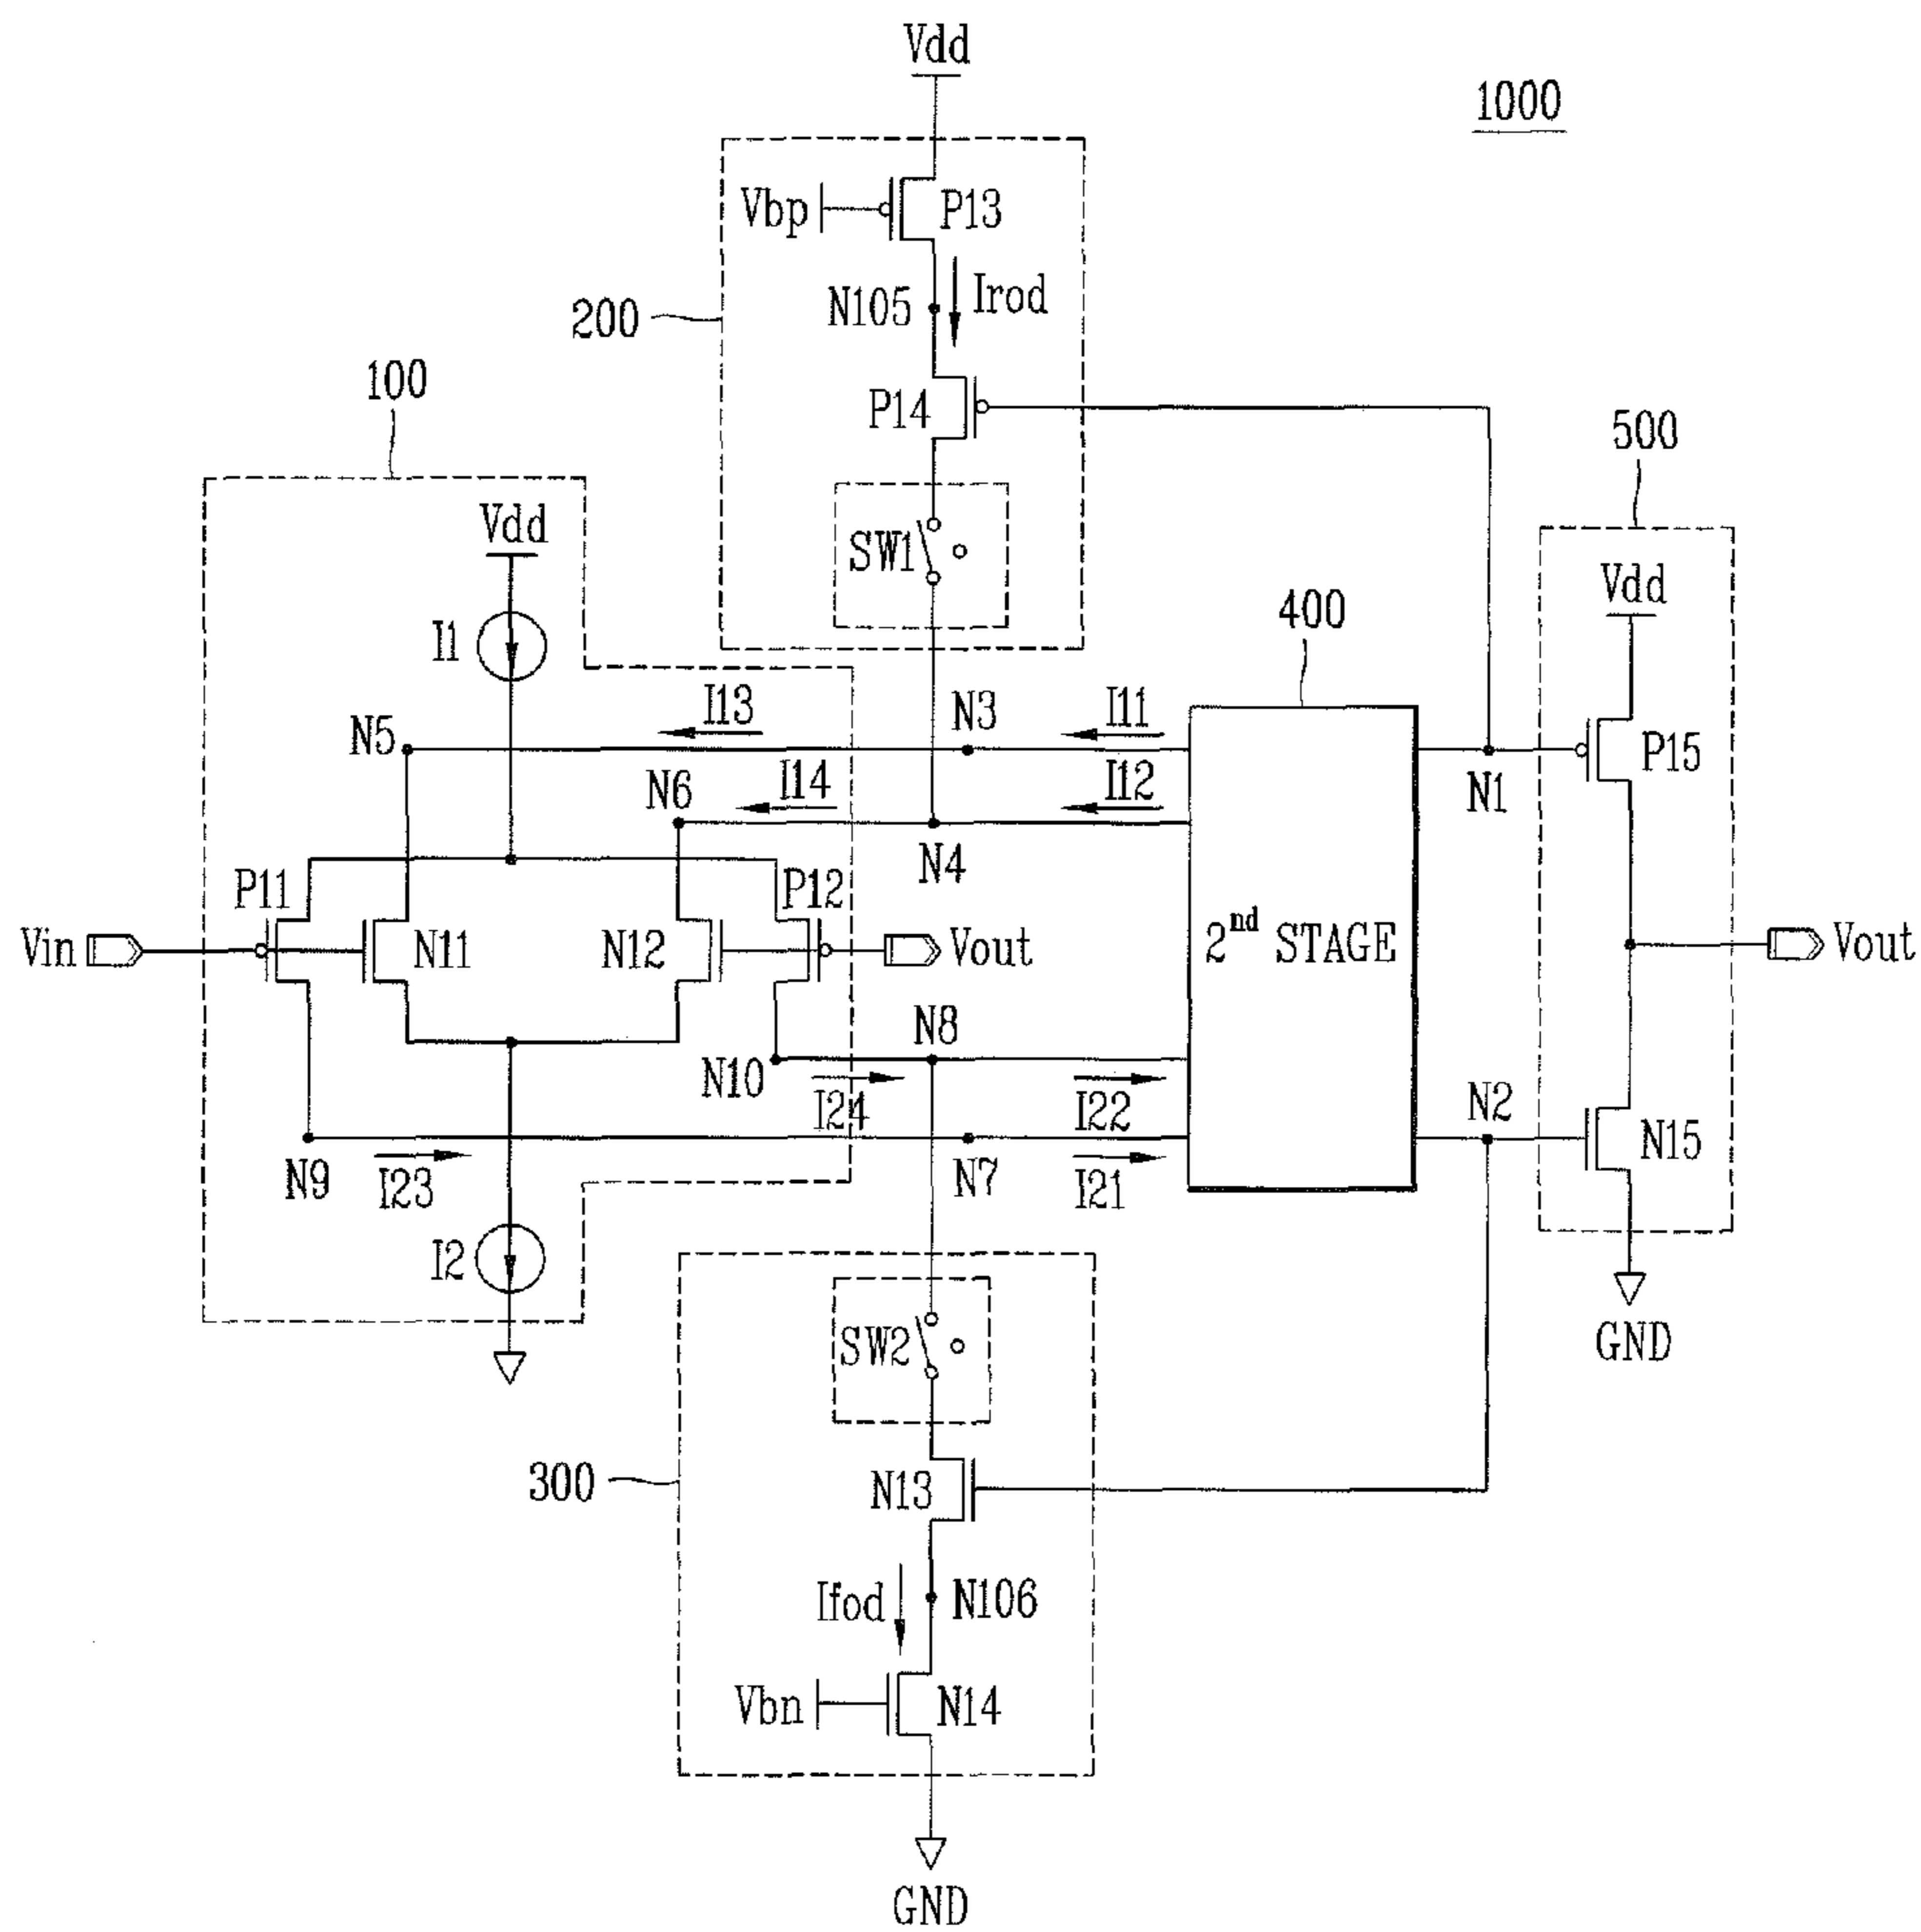 Vdd
1000
Vbp
P13
N105
Irod
200
100
P14
500
SW1
Vdd
Vdd
400
I1
I13
N3
I11
N5
P15
I14
N6
I12
N1
N4
P11
P12
Vin
N11
N12
Vout
2nd STAGE
Vout
N8
N10
I24
I22
N2
N15
N9
I23
N7
I21
I2
SW2
GND
300
N13
Ifod
N106
Vbn
N14
GND